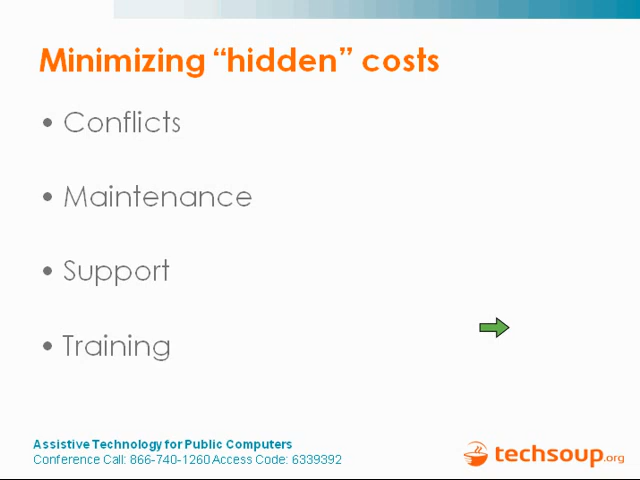 Minimizing “hidden” costs
• Conflicts
• Maintenance
• Support
• Training
Assistive Technology for Public Computers
Conference Call: 866-740-1260 Access Code: 6339392
techsoup.org